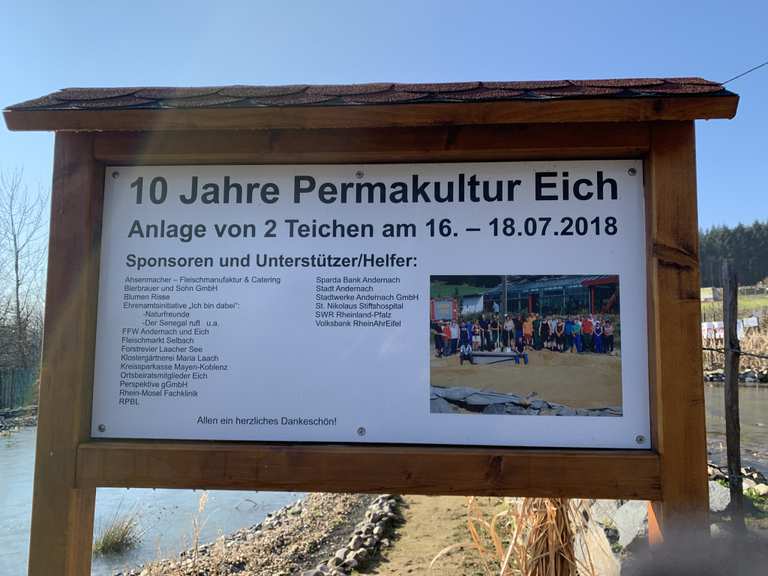 10 Jahre Permakultur Eich
Anlage von 2 Teichen am 16. – 18.07.2018
Sponsoren und Unterstützer/Helfer:
Ahsenmacher – Fleischmanufaktur & Catering
Bierbrauer und Sohn GmbH
Blumen Risse
Ehrenamtsinitiative „Ich bin dabei“:
-Naturfreunde
-Der Senegal ruft u.a.
FFW Andernach und Eich
Fleischmarkt Selbach
Forstrevier Laacher See
Klostergärtnerei Maria Laach
Kreissparkasse Mayen-Koblenz
Ortsbeiratsmitglieder Eich
Perspektive gGmbH
Rhein-Mosel Fachklinik
RPBL
Sparda Bank Andernach
Stadt Andernach
Stadtwerke Andernach GmbH
St. Nikolaus Stiftshospital
SWR Rheinland-Pfalz
Volksbank RheinAhrEifel
Allen ein herzliches Dankeschön!